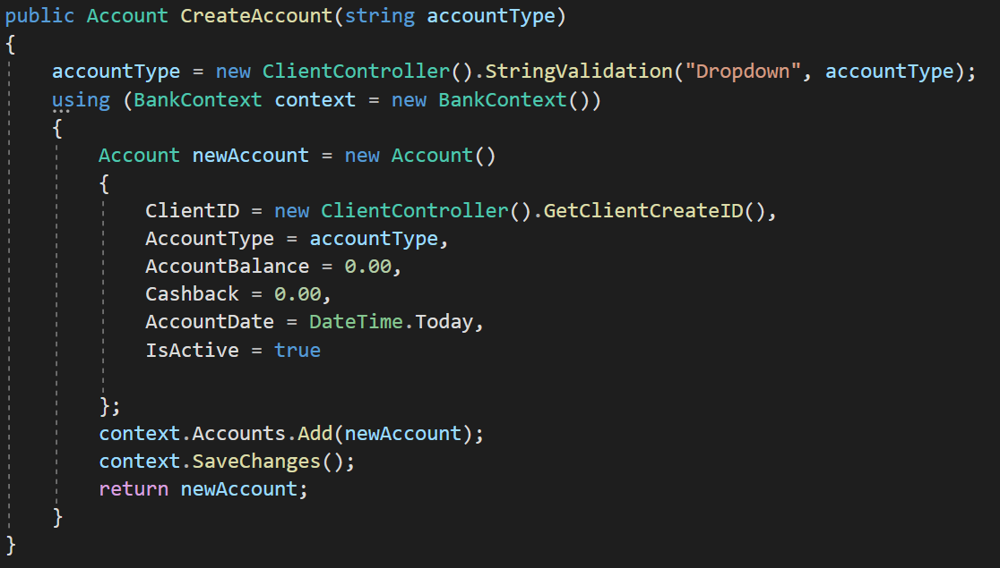 public Account CreateAccount(string accountType)
{
accountType = new ClientController().StringValidation("Dropdown", accountType);
using (BankContext context = new BankContext())
{
Account newAccount = new Account()
{
ClientID = new ClientController().GetClientCreateID(),
AccountType = accountType,
AccountBalance = 0.00,
Cashback = 0.00,
AccountDate = DateTime.Today,
IsActive = true
};
context.Accounts.Add(newAccount);
context.SaveChanges();
return newAccount;
}
}